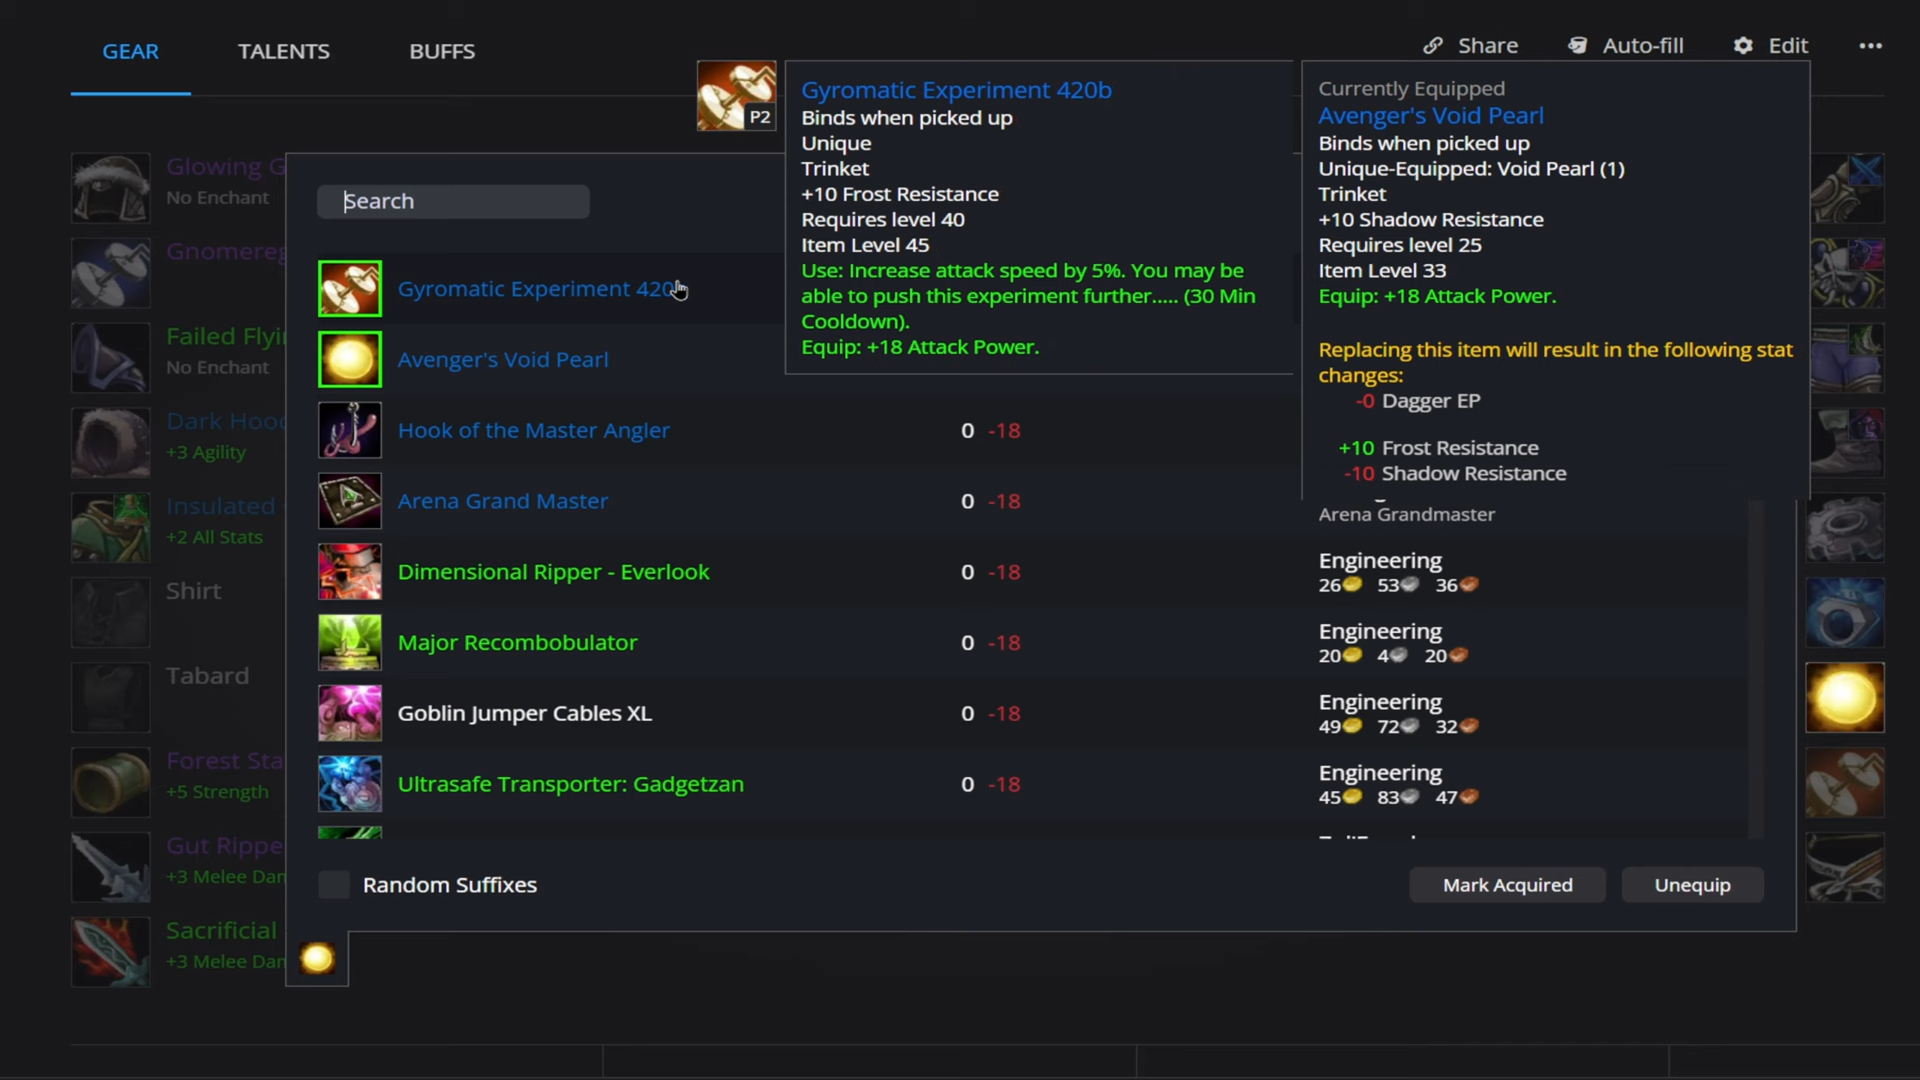 GEAR
TALENTS
BUFFS
Share
Auto-fill
Edit
P2
Gyromatic Experiment 420b
Binds when picked up
Unique
Trinket
+10 Frost Resistance
Requires level 40
Item Level 45
Use: Increase attack speed by 5%. You may be
able to push this experiment further..... (30 Min
Cooldown).
Equip: +18 Attack Power.
Currently Equipped
Avenger's Void Pearl
Binds when picked up
Unique-Equipped: Void Pearl (1)
Trinket
+10 Shadow Resistance
Requires level 25
Item Level 33
Equip: +18 Attack Power.
Replacing this item will result in the following stat
changes:
-0 Dagger EP
+10 Frost Resistance
-10 Shadow Resistance
Glowing G
No Enchant
Gnomereg
Failed Flyi
No Enchant
Dark Hoo
+3 Agility
Insulated
+2 All Stats
Shirt
Tabard
Forest Sta
+5 Strength
Gut Rippe
+3 Melee Dan
Sacrificial
+3 Melee Dan
Search
Gyromatic Experiment 420
Avenger's Void Pearl
Hook of the Master Angler 0 -18
Arena Grand Master 0 -18
Arena Grandmaster
Dimensional Ripper - Everlook 0 -18 Engineering
26 53 36
Major Recombobulator 0 -18 Engineering
20 4 20
Goblin Jumper Cables XL 0 -18 Engineering
49 72 32
Ultrasafe Transporter: Gadgetzan 0 -18 Engineering
45 83 47
Random Suffixes
Mark Acquired
Unequip